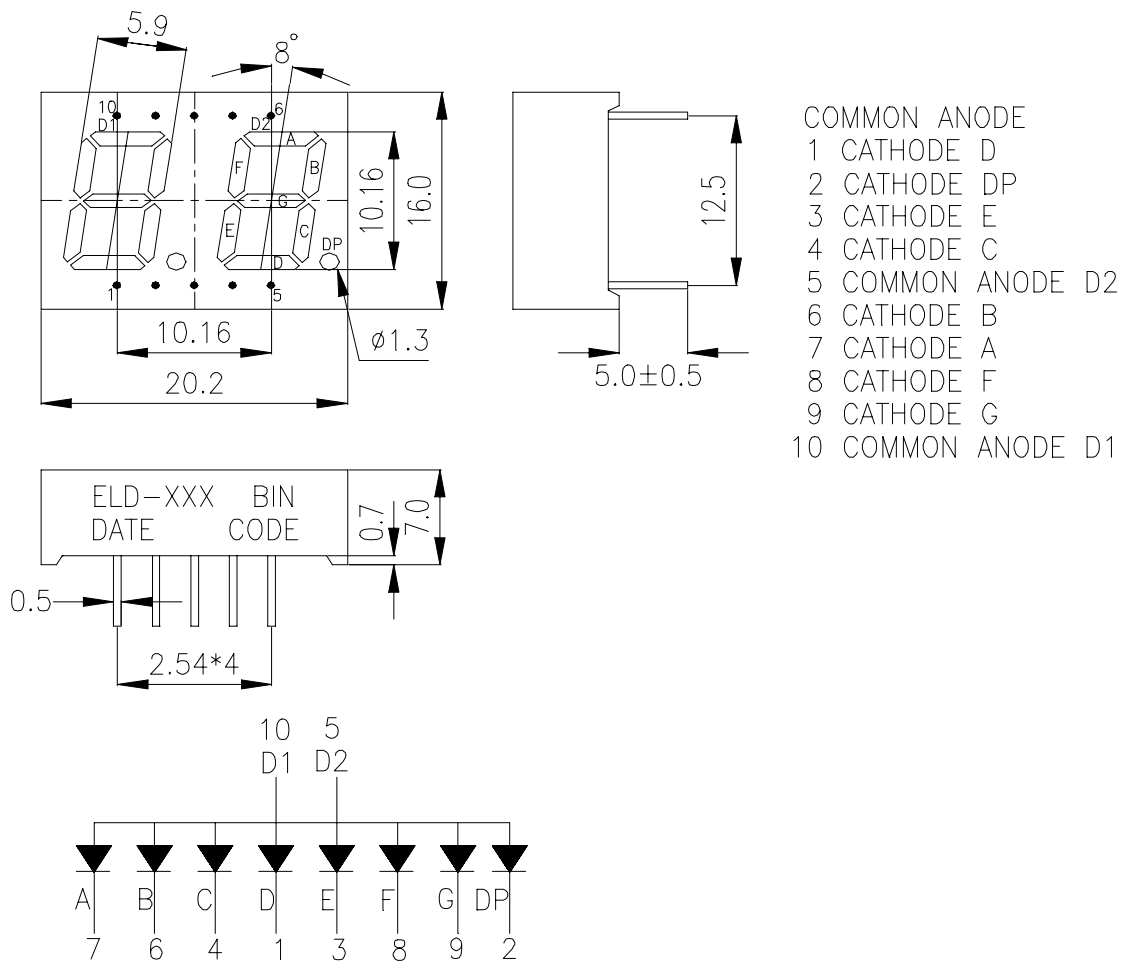 5.9
8°
10
D1
6
D2
A
F
B
G
E
C
D
DP
1
5
10.16
16.0
10.16
20.2
ø1.3
12.5
5.0±0.5
COMMON ANODE
1 CATHODE D
2 CATHODE DP
3 CATHODE E
4 CATHODE C
5 COMMON ANODE D2
6 CATHODE B
7 CATHODE A
8 CATHODE F
9 CATHODE G
10 COMMON ANODE D1
ELD-XXX BIN
DATE CODE
0.7
7.0
0.5
2.54*4
10 5
D1 D2
A B C D E F G DP
7 6 4 1 3 8 9 2